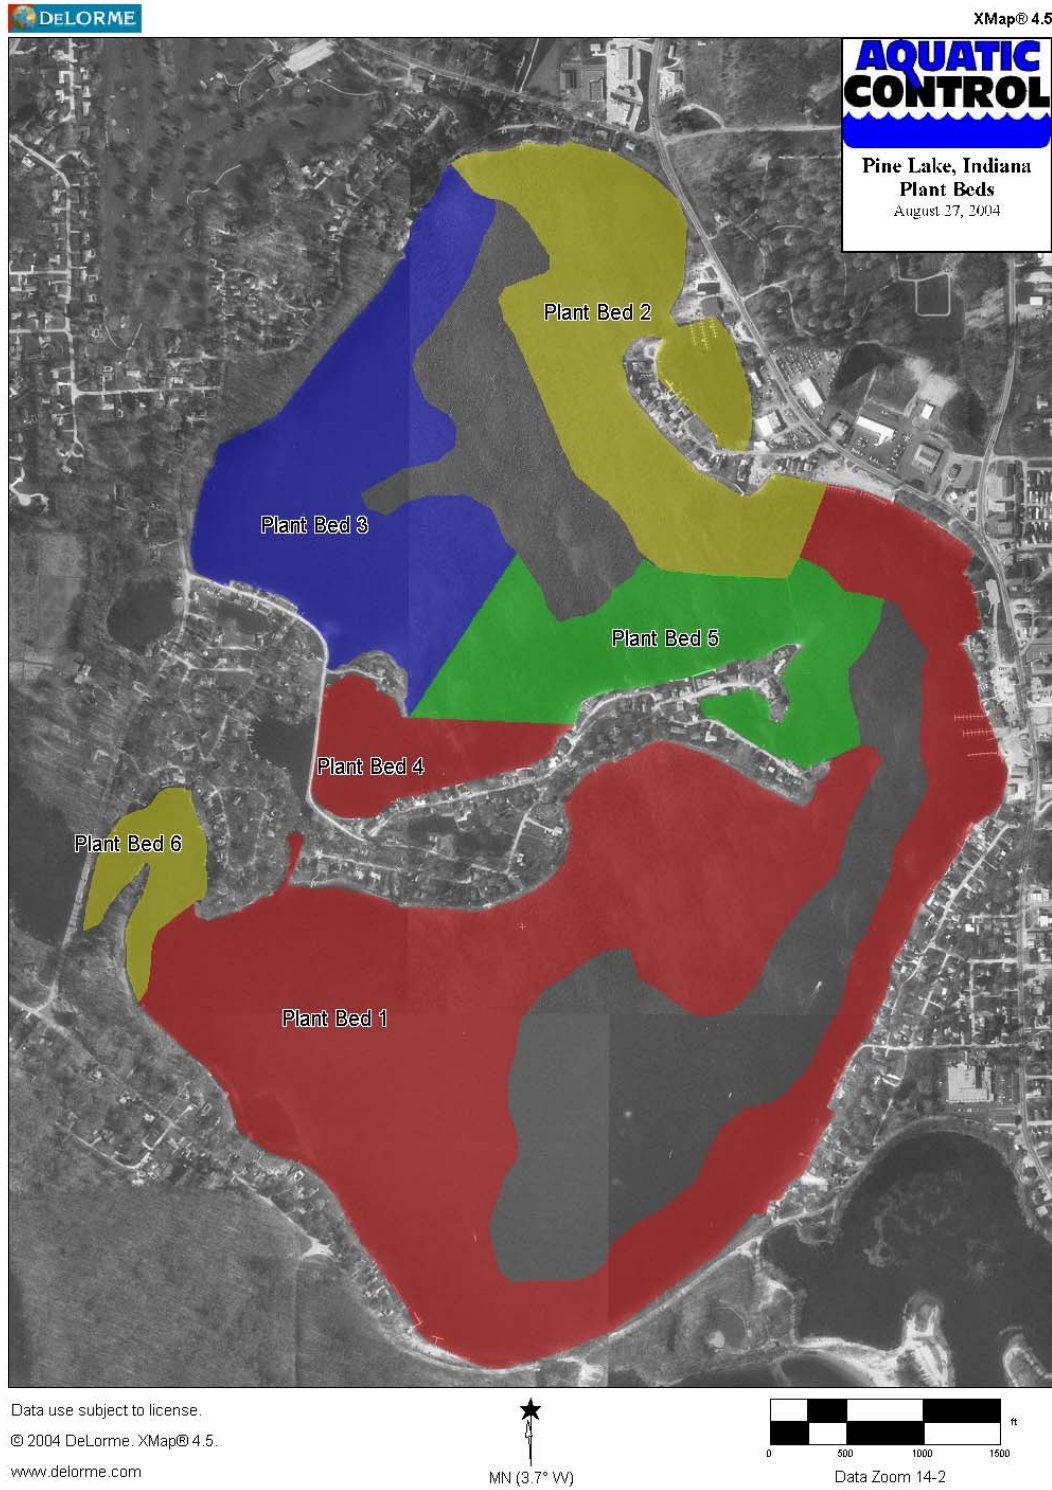 DELORME
XMap® 4.5
AQUATIC
CONTROL
Pine Lake, Indiana
Plant Beds
August 27, 2004
Plant Bed 2
Plant Bed 3
Plant Bed 5
Plant Bed 4
Plant Bed 6
Plant Bed 1
Data use subject to license.
© 2004 DeLorme. XMap® 4.5.
www.delorme.com
MN (3.7° W)
ft
0 500 1000 1500
Data Zoom 14-2